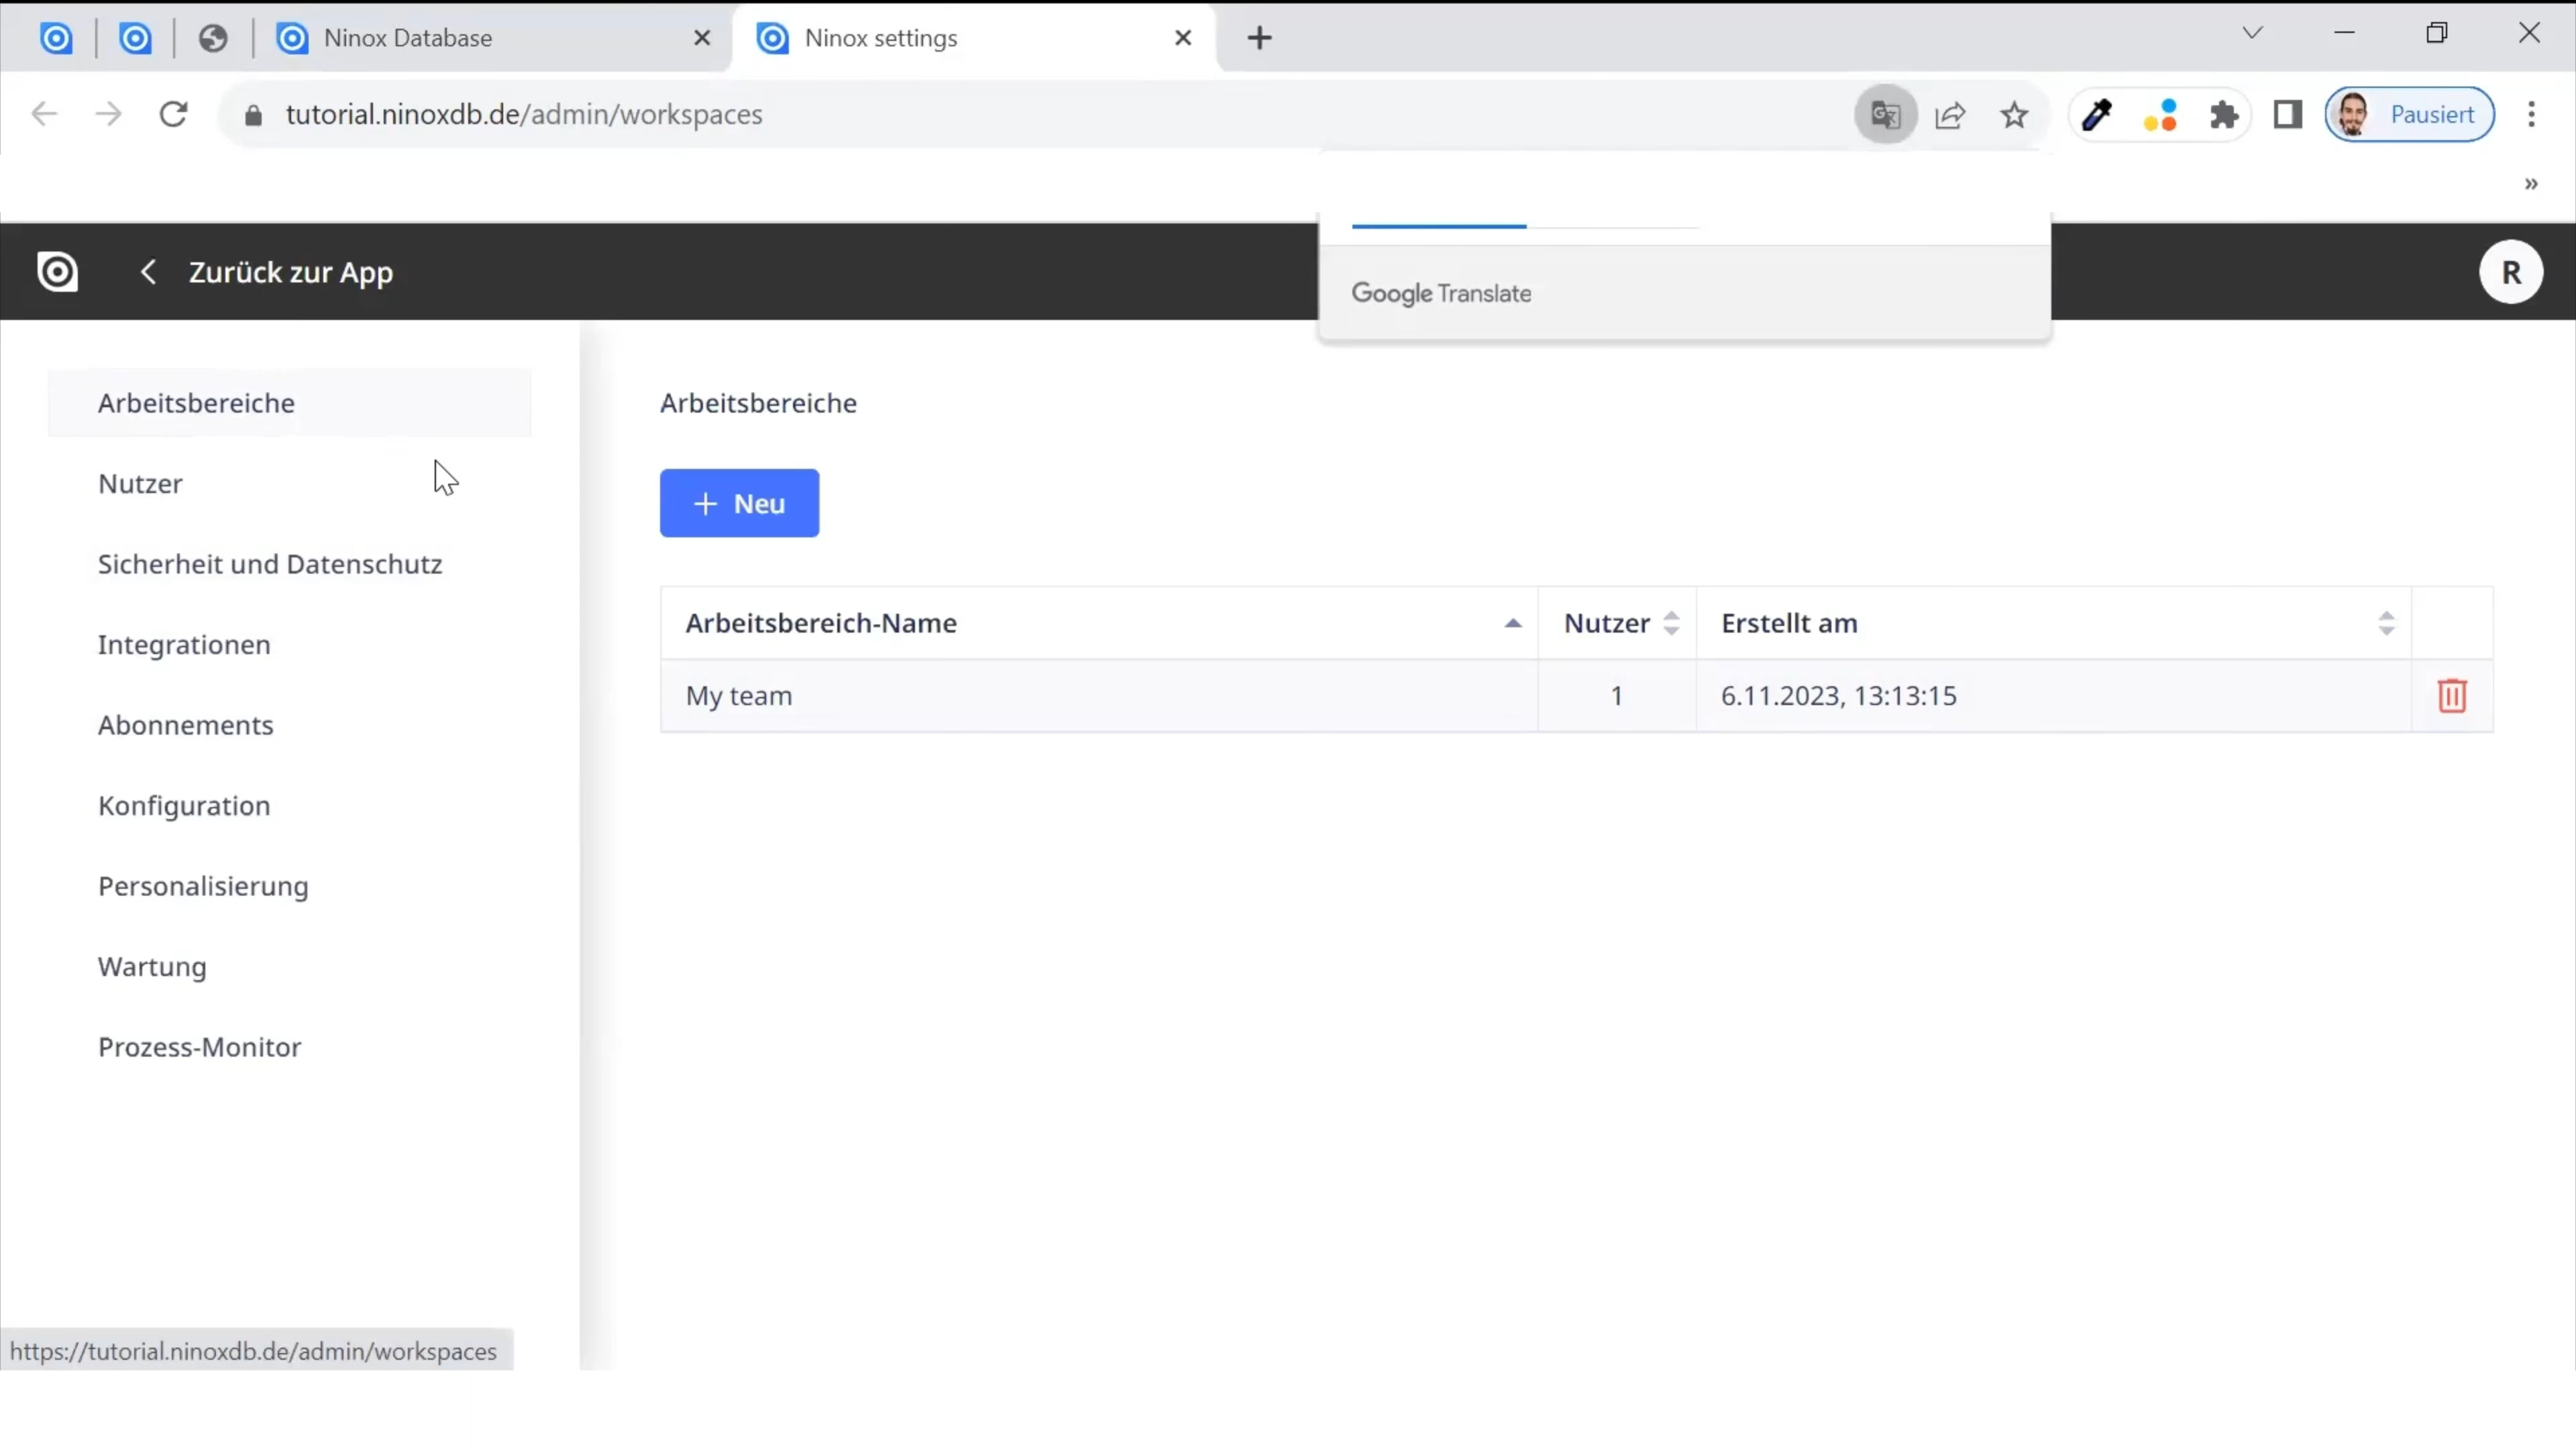 Ninox Database
Ninox settings
tutorial.ninoxdb.de/admin/workspaces
Pausiert
»
Zurück zur App
Google Translate
R
Arbeitsbereiche
Nutzer
Sicherheit und Datenschutz
Integrationen
Abonnements
Konfiguration
Personalisierung
Wartung
Prozess-Monitor
Arbeitsbereiche
+ Neu
Arbeitsbereich-Name Nutzer Erstellt am
My team 1 6.11.2023, 13:13:15
https://tutorial.ninoxdb.de/admin/workspaces